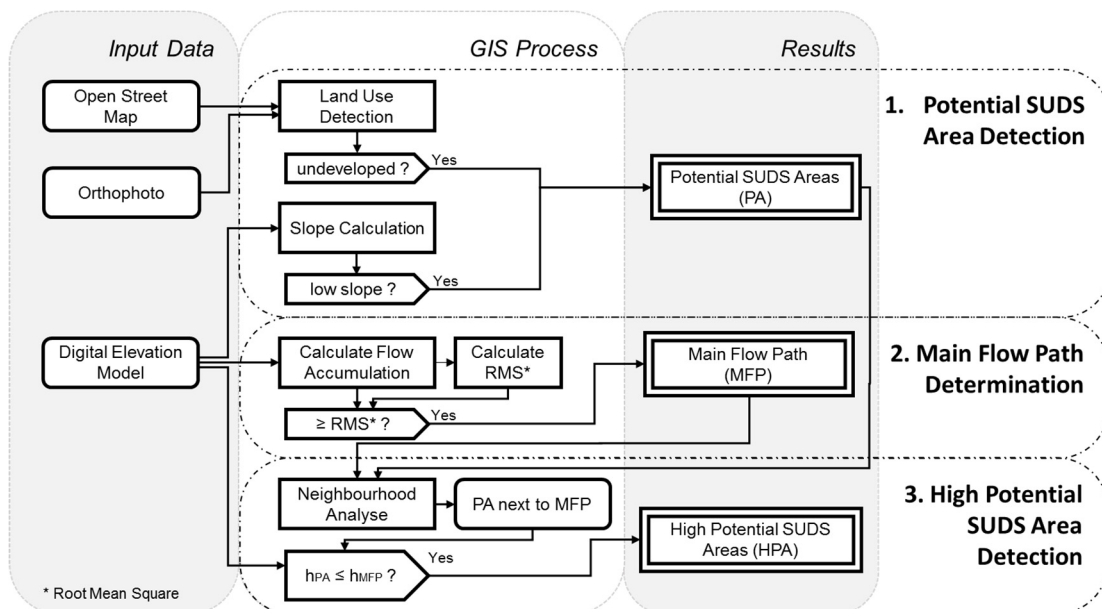 Input Data
GIS Process
Results
Open Street
Map
Orthophoto
Digital Elevation
Model
Land Use
Detection
undeveloped ?
Yes
Slope Calculation
low slope ?
Yes
Potential SUDS Areas
(PA)
1. Potential SUDS
Area Detection
Calculate Flow
Accumulation
Calculate
RMS*
≥ RMS* ?
Yes
Main Flow Path
(MFP)
2. Main Flow Path
Determination
Neighbourhood
Analyse
PA next to MFP
hPA ≤ hMFP ?
Yes
High Potential SUDS
Areas (HPA)
3. High Potential
SUDS Area
Detection
* Root Mean Square